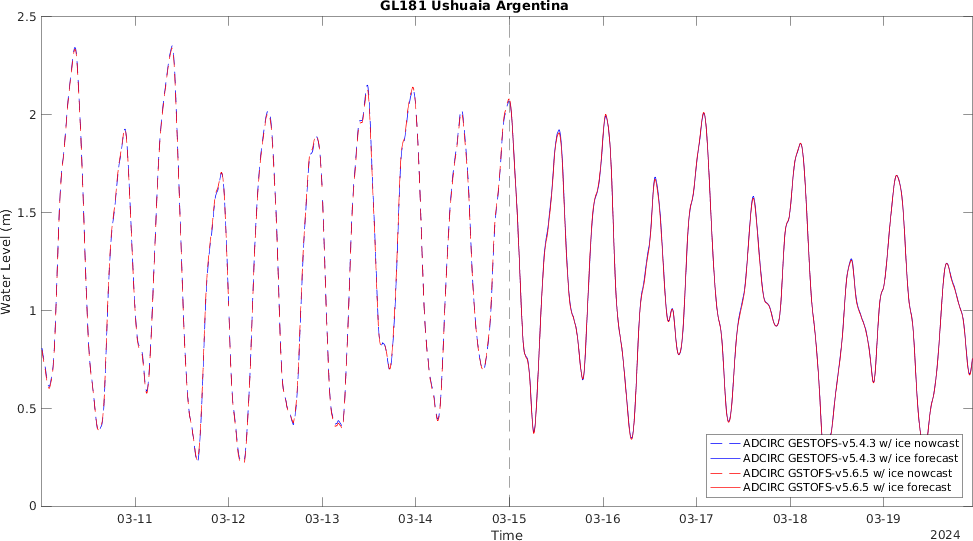 GL181 Ushuaia Argentina
2.5
2
1.5
1
0.5
0
Water Level (m)
ADCIRC GESTOFS-v5.4.3 w/ ice nowcast
ADCIRC GESTOFS-v5.4.3 w/ ice forecast
ADCIRC GSTOFS-v5.6.5 w/ ice nowcast
ADCIRC GSTOFS-v5.6.5 w/ ice forecast
03-11 03-12 03-13 03-14 03-15 03-16 03-17 03-18 03-19
Time
2024